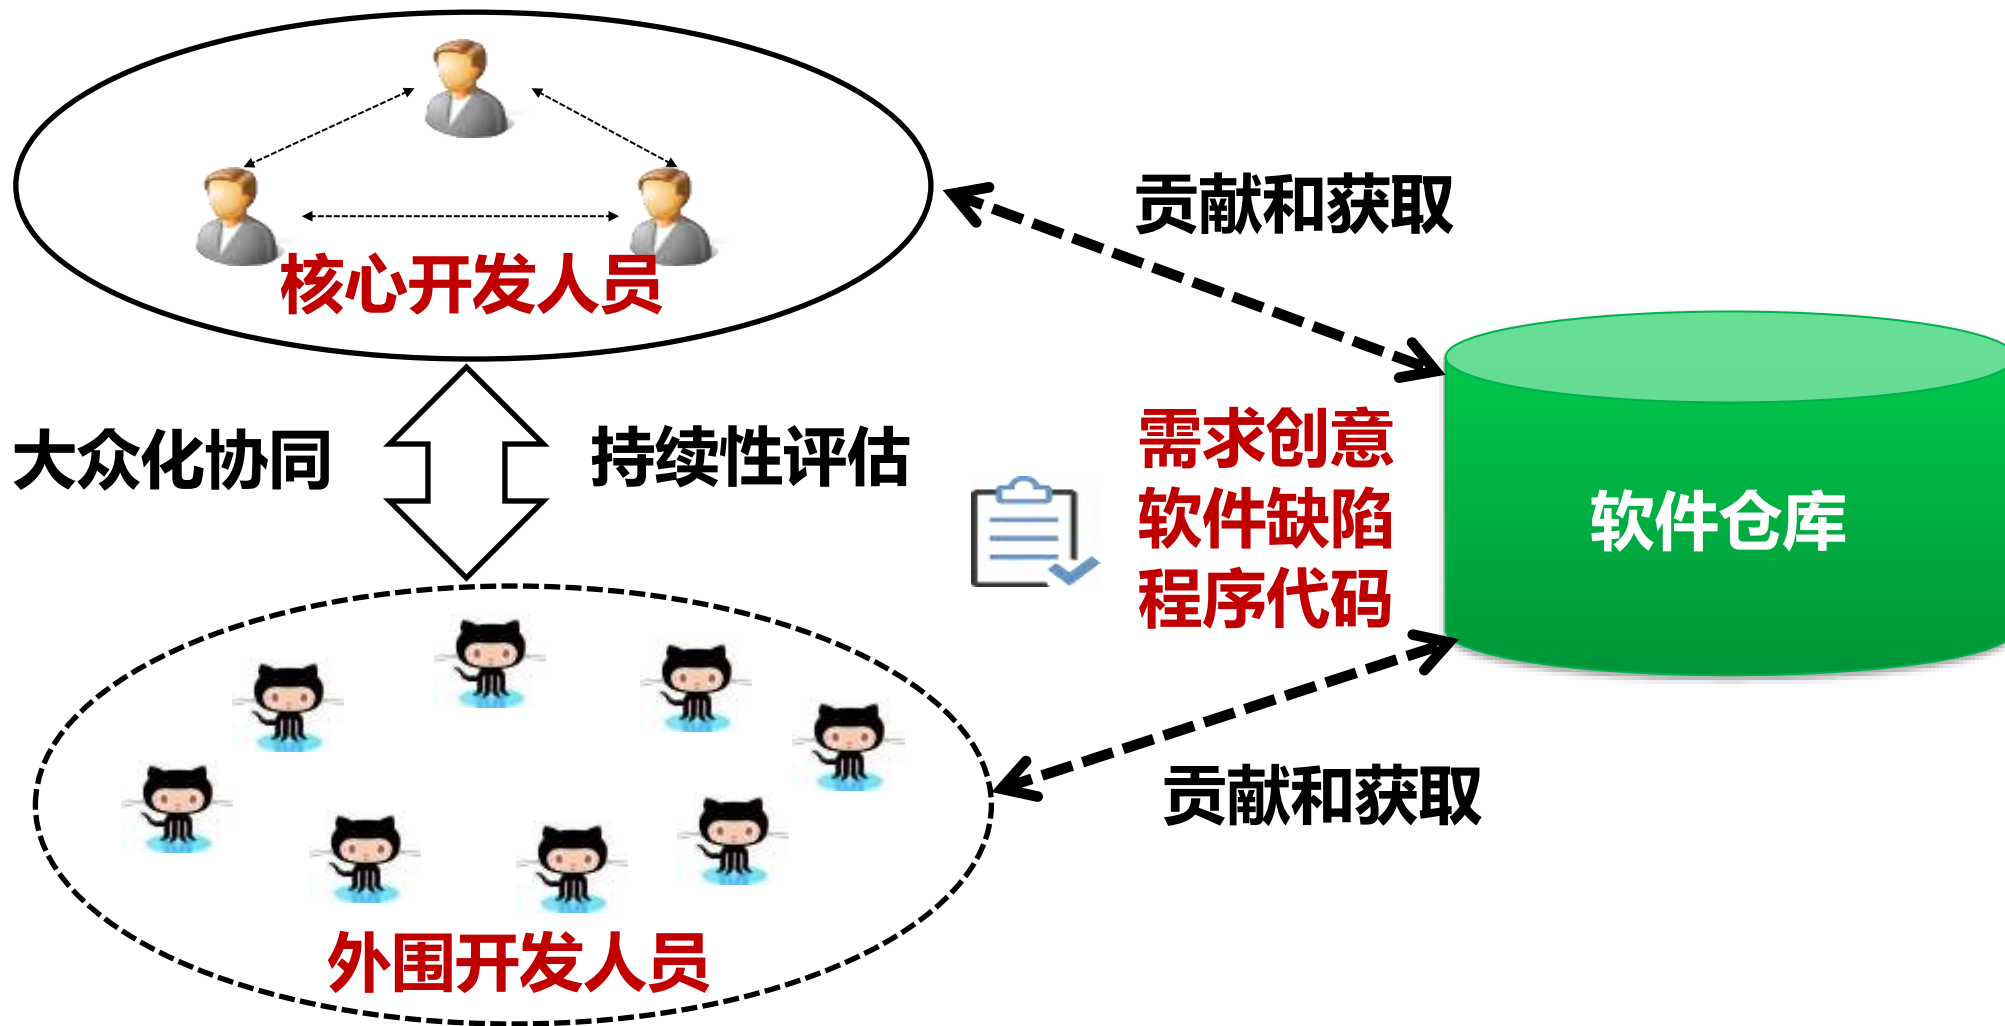 核心开发人员
贡献和获取
大众化协同
持续性评估
需求创意
软件缺陷
程序代码
软件仓库
贡献和获取
外围开发人员